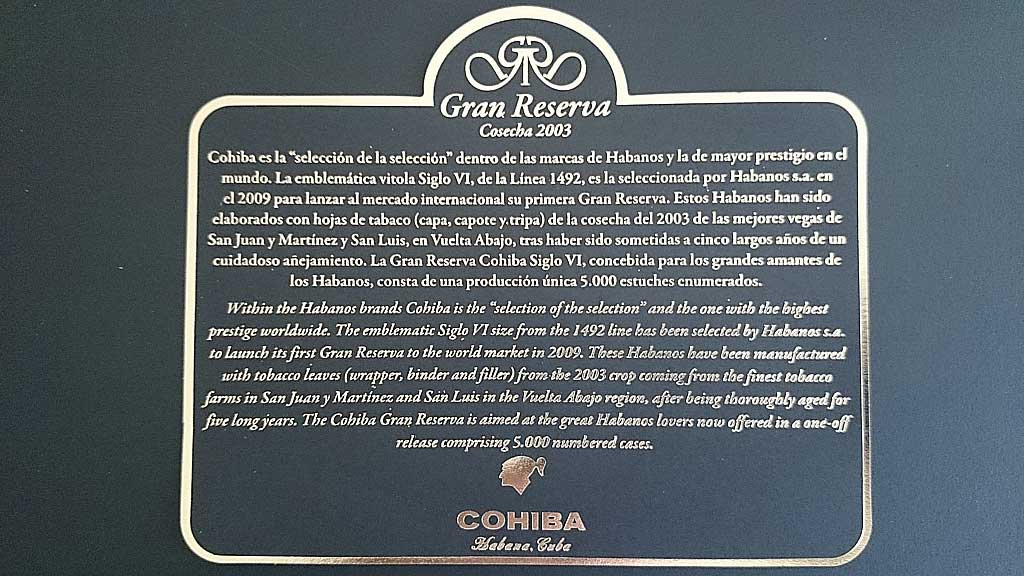 Gran Reserva
Cosecha 2003
Cohiba es la “selección de la selección” dentro de las marcas de Habanos y la de mayor prestigio en el
mundo. La emblemática vitola Siglo VI, de la Línea 1492, es la seleccionada por Habanos s.a. en
el 2009 para lanzar al mercado internacional su primera Gran Reserva. Estos Habanos han sido
elaborados con hojas de tabaco (capa, capote y tripa) de la cosecha del 2003 de las mejores vegas de
San Juan y Martínez y San Luis, en Vuelta Abajo, tras haber sido sometidas a cinco largos años de un
cuidadoso añejamiento. La Gran Reserva Cohiba Siglo VI, concebida para los grandes amantes de
los Habanos, consta de una producción única 5.000 estuches enumerados.
Within the Habanos brands Cohiba is the “selection of the selection” and the one with the highest
prestige worldwide. The emblematic Siglo VI size from the 1492 line has been selected by Habanos s.a.
to launch its first Gran Reserva to the world market in 2009. These Habanos have been manufactured
with tobacco leaves (wrapper, binder and filler) from the 2003 crop coming from the finest tobacco
farms in San Juan y Martínez and San Luis in the Vuelta Abajo region, after being thoroughly aged for
five long years. The Cohiba Gran Reserva is aimed at the great Habanos lovers now offered in a one-off
release comprising 5.000 numbered cases.
COHIBA
Habana, Cuba